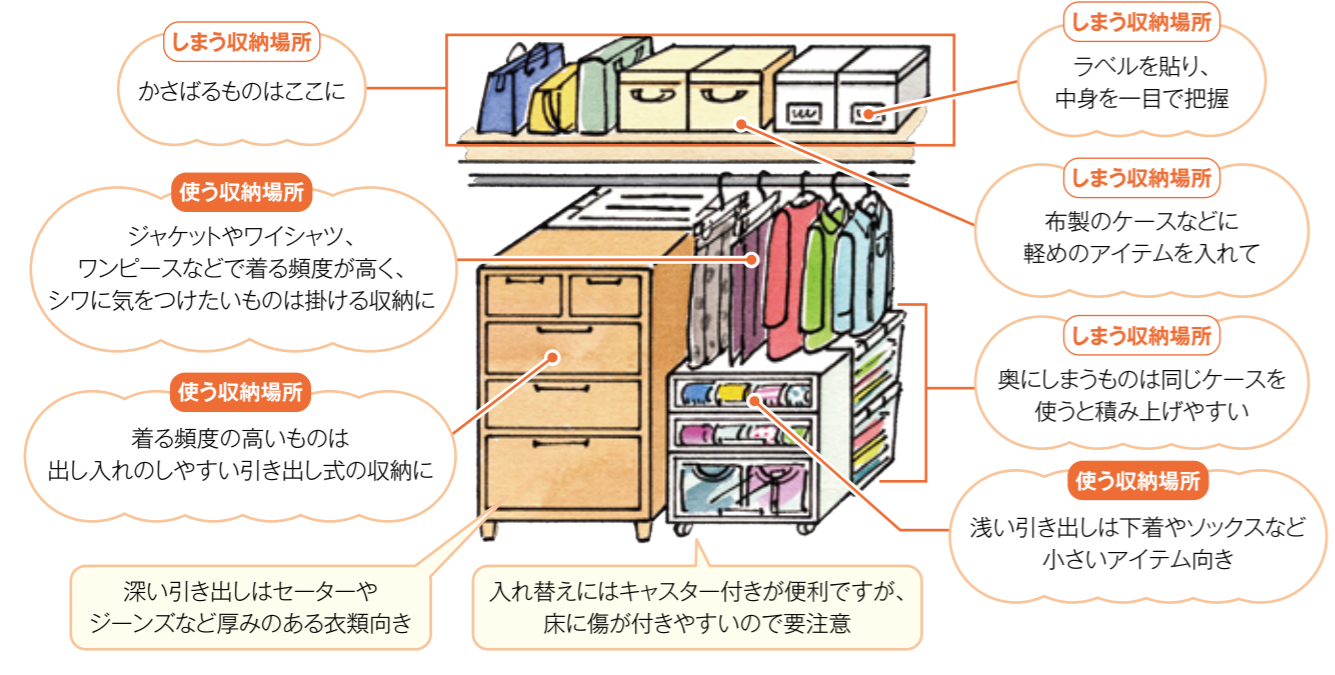 しまう収納場所
かさばるものはここに
使う収納場所
ジャケットやワイシャツ、
ワンピースなどで着る頻度が高く、
シワに気をつけたいものは掛ける収納に
使う収納場所
着る頻度の高いものは
出し入れのしやすい引き出し式の収納に
深い引き出しはセーターや
ジーンズなど厚みのある衣類向き
入れ替えにはキャスター付きが便利ですが、
床に傷が付きやすいので要注意
しまう収納場所
ラベルを貼り、
中身を一目で把握
しまう収納場所
布製のケースなどに
軽めのアイテムを入れて
しまう収納場所
奥にしまうものは同じケースを
使うと積み上げやすい
使う収納場所
浅い引き出しは下着やソックスなど
小さいアイテム向き